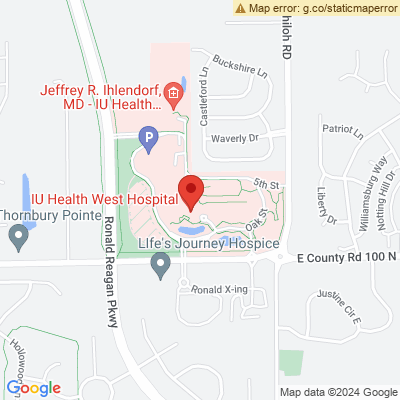 Map error: g.co/staticmaperror
Shiloh RD
Buckshire Ln
Castleford Ln
Jeffrey R. Ihlendorf,
MD - IU Health...
Patriot Ln
Waverly Dr
P
Williamsburg Way
Notting Hill Dr
5th St
Liberty Dr
IU Health West Hospital
Thornbury Pointe
Oak St
Ronald Reagan Pkwy
Life's Journey Hospice
E County Rd 100 N
Ronald X-ing
Justine Cir E
Google
Map data ©2024 Google